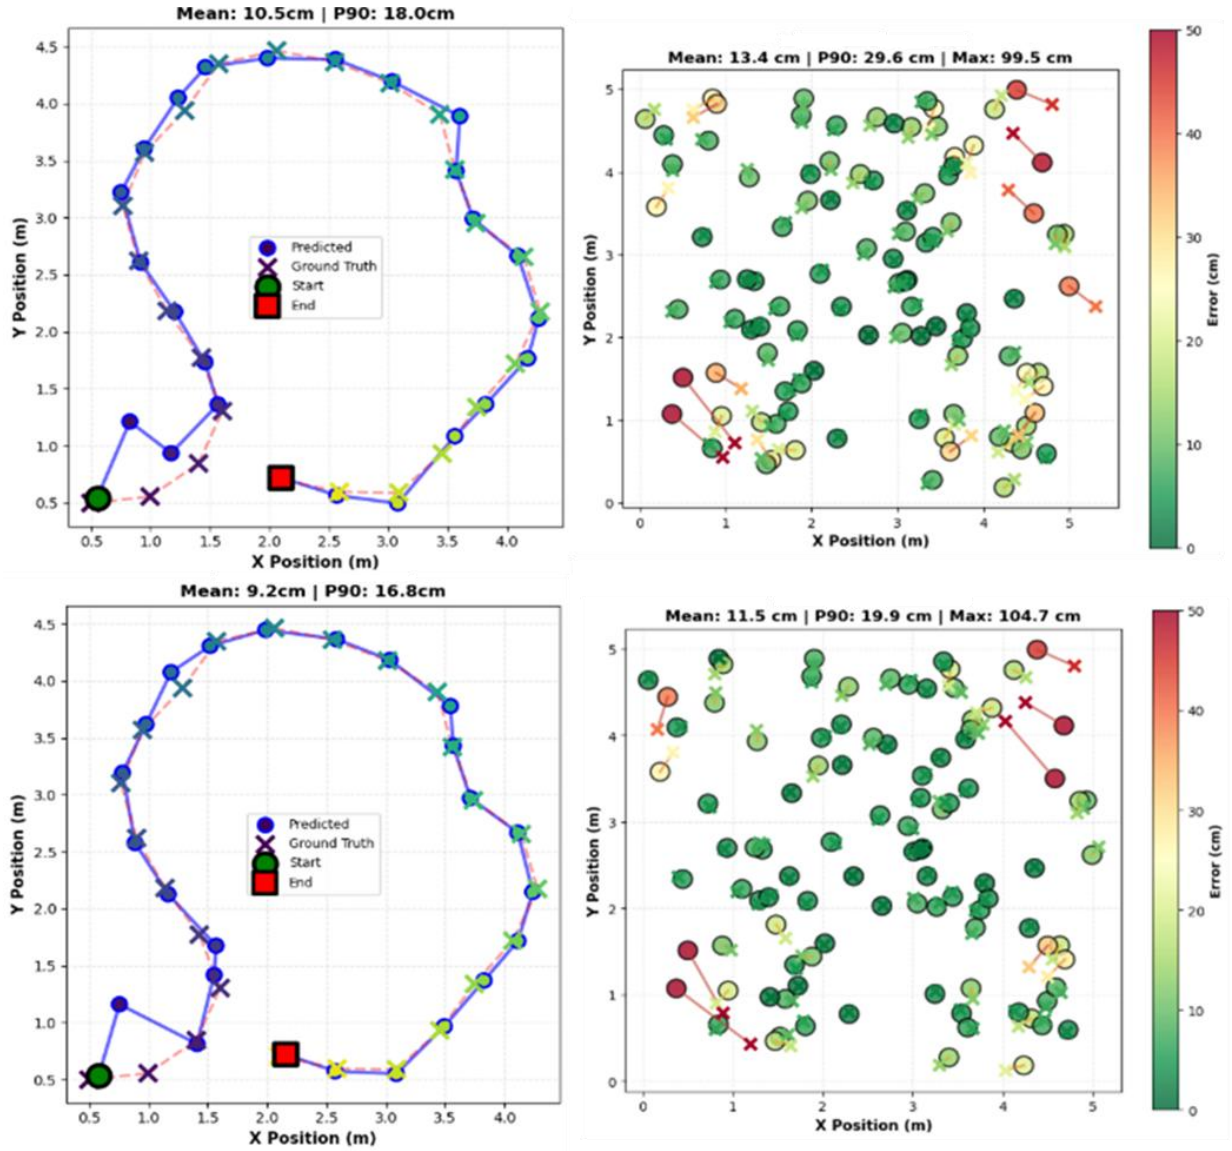 Mean: 10.5cm | P90: 18.0cm
4.5
4.0
3.5
3.0
2.5
2.0
1.5
1.0
0.5
Y Position (m)
Predicted
Ground Truth
Start
End
0.5 1.0 1.5 2.0 2.5 3.0 3.5 4.0
X Position (m)
Mean: 13.4 cm | P90: 29.6 cm | Max: 99.5 cm
5
4
3
2
1
0
Y Position (m)
0 1 2 3 4 5
X Position (m)
50
40
30
20
10
0
Error (cm)
Mean: 9.2cm | P90: 16.8cm
4.5
4.0
3.5
3.0
2.5
2.0
1.5
1.0
0.5
Y Position (m)
Predicted
Ground Truth
Start
End
0.5 1.0 1.5 2.0 2.5 3.0 3.5 4.0
X Position (m)
Mean: 11.5 cm | P90: 19.9 cm | Max: 104.7 cm
5
4
3
2
1
0
Y Position (m)
0 1 2 3 4 5
X Position (m)
50
40
30
20
10
0
Error (cm)